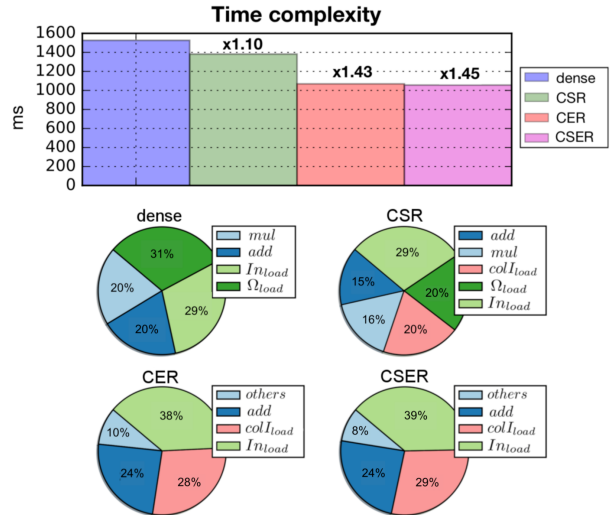 Time complexity
1600
1400
1200
1000
800
600
400
200
0
ms
x1.10
x1.43
x1.45
dense
CSR
CER
CSER
dense
31%
20%
20%
29%
mul
add
In_load
Ω_load
CSR
29%
15%
20%
16%
20%
add
mul
colI_load
Ω_load
In_load
CER
38%
10%
24%
28%
others
add
colI_load
In_load
CSER
39%
8%
24%
29%
others
add
colI_load
In_load